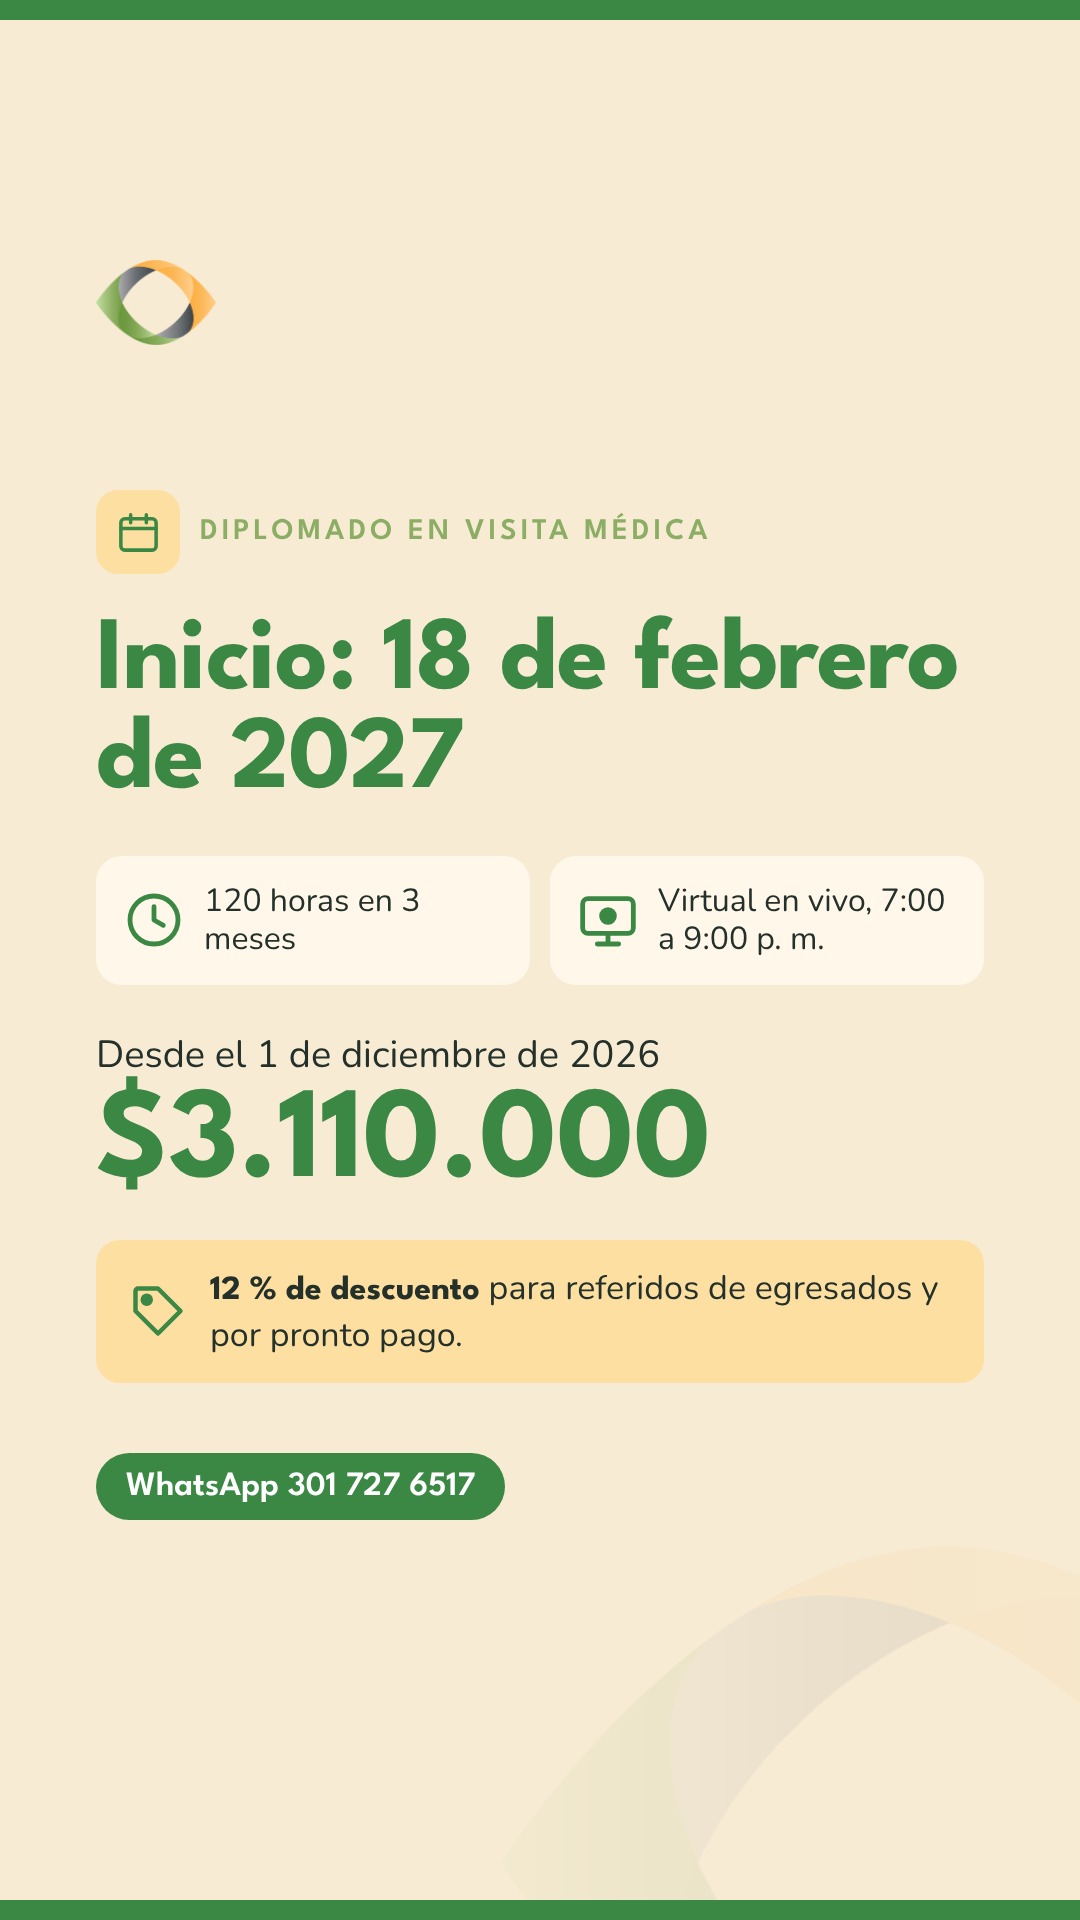 DIPLOMADO EN VISITA MÉDICA
Inicio: 18 de febrero
de 2027
120 horas en 3
meses
Virtual en vivo, 7:00
a 9:00 p. m.
Desde el 1 de diciembre de 2026
$3.110.000
12 % de descuento para referidos de egresados y
por pronto pago.
WhatsApp 301 727 6517